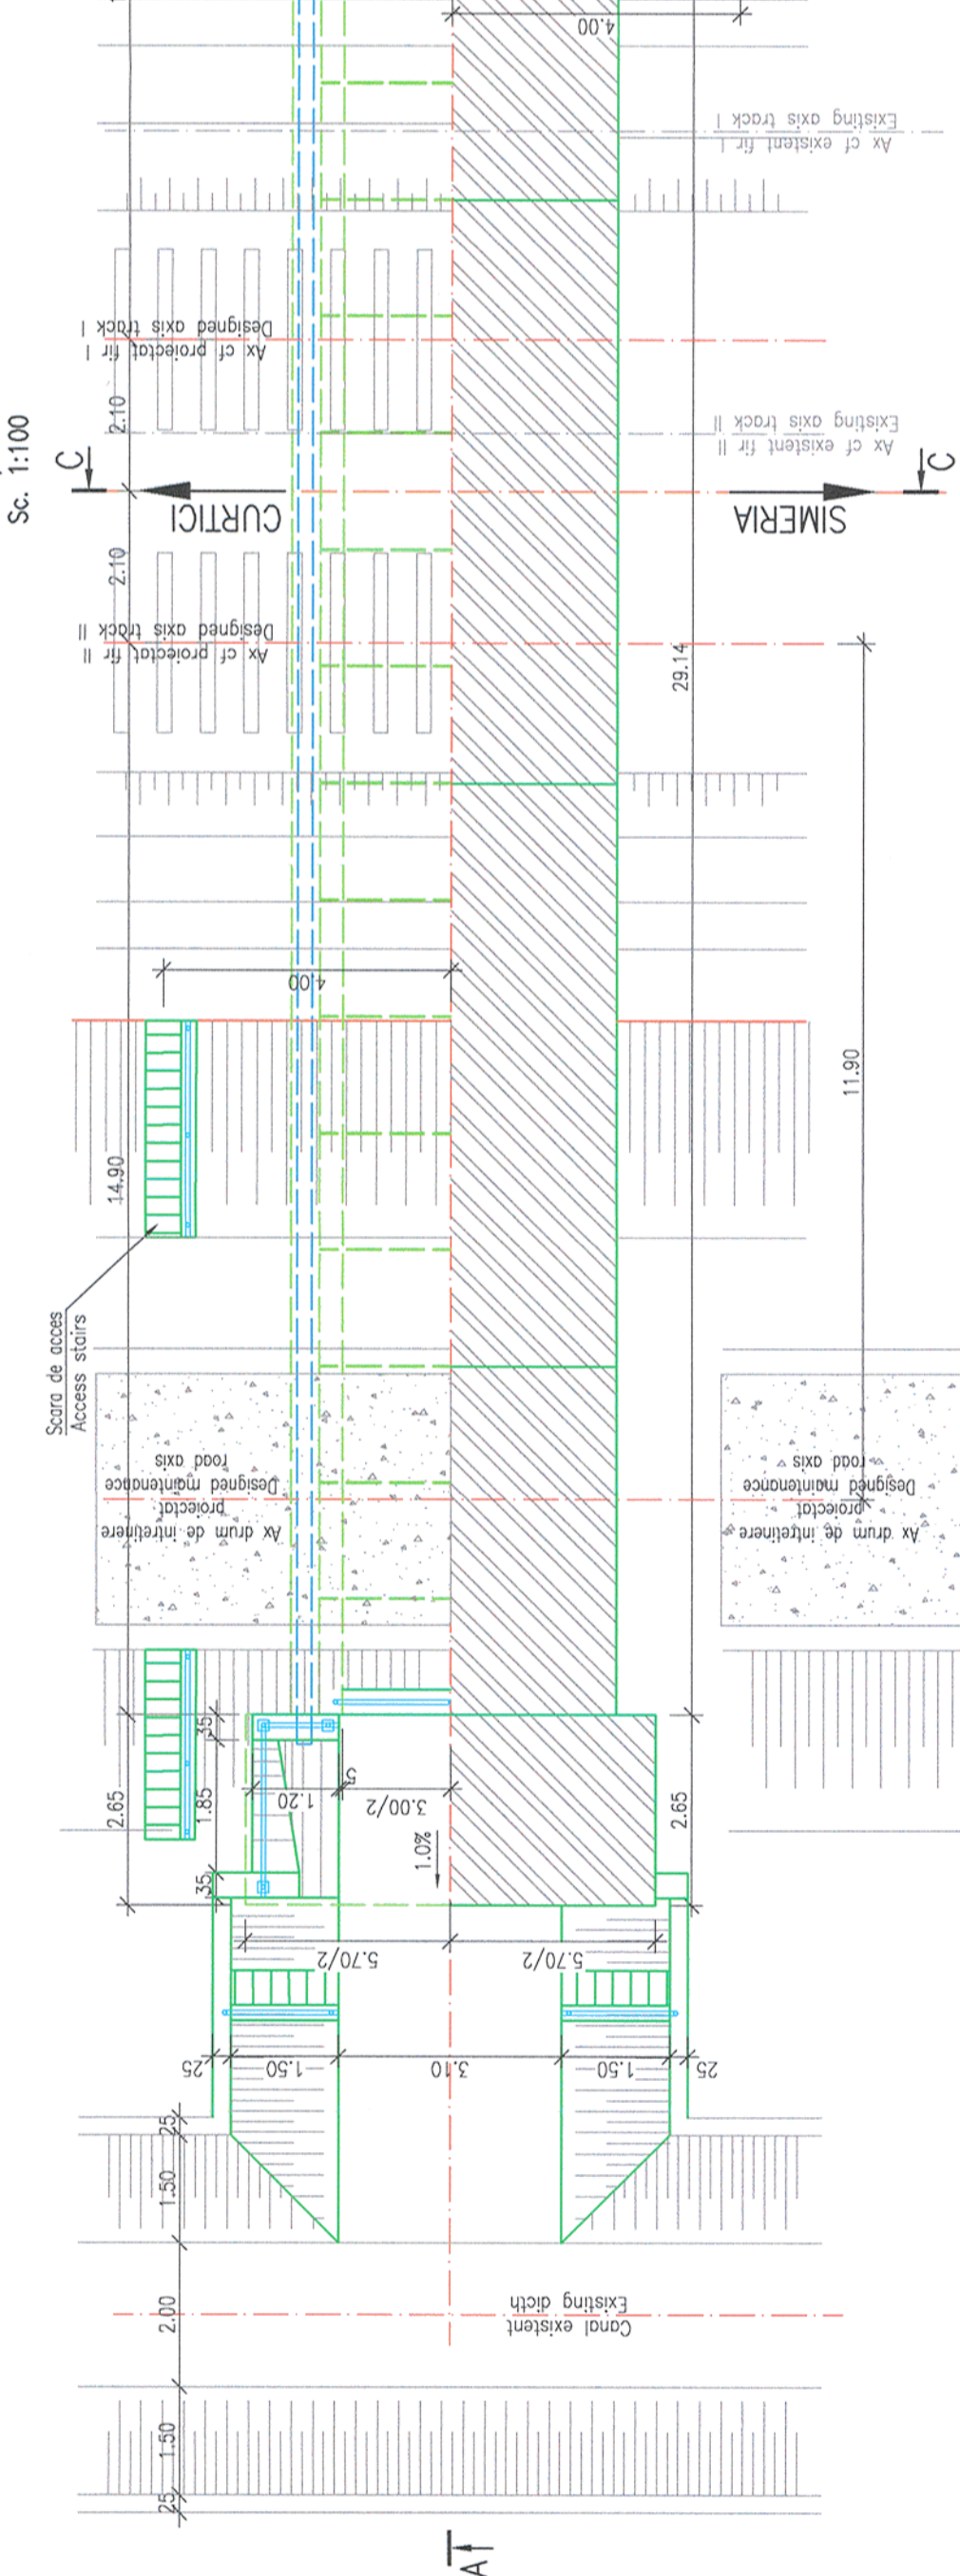 4.00
Ax cf existent fir I
Existing axis track I
Ax cf proiectat fir I
Designed axis track I
Sc. 1:100
2.10
Ax cf existent fir II
Existing axis track II
C
C
CURTICI
SIMERIA
2.10
Ax cf proiectat fir II
Designed axis track II
29.14
4.00
11.90
14.90
Scara de acces
Access stairs
Ax drum de intretinere
proiectat
Designed maintenance
road axis
Ax drum de intretinere
proiectat
Designed maintenance
road axis
35
5
1.20
3.00/2
2.65
1.85
2.65
1.0%
35
5.70/2
5.70/2
25
1.50
3.10
1.50
25
25
1.50
2.00
Canal existent
Existing dicth
1.50
25
A